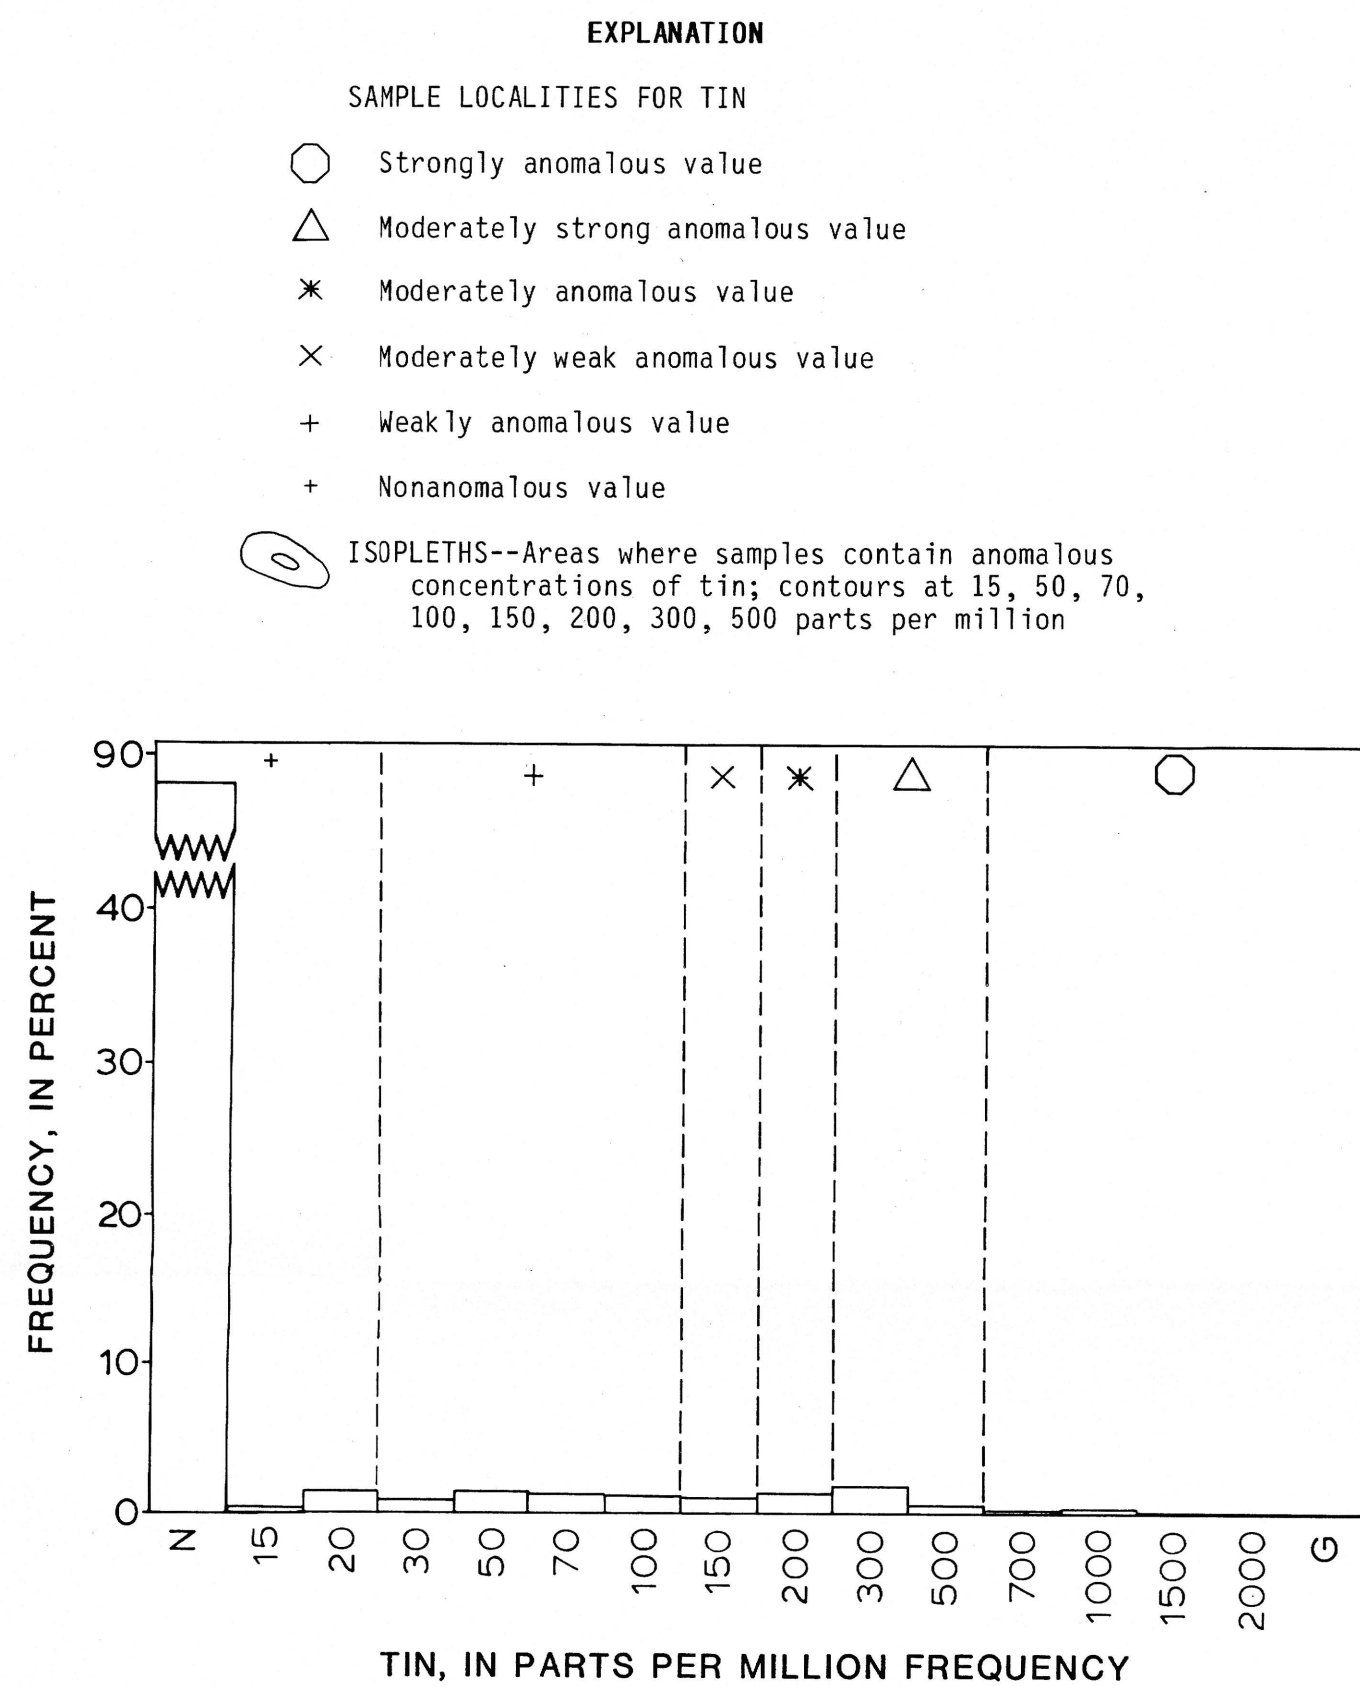 EXPLANATION
SAMPLE LOCALITIES FOR TIN
Strongly anomalous value
Moderately strong anomalous value
Moderately anomalous value
Moderately weak anomalous value
Weakly anomalous value
Nonanomalous value
ISOPLETHS--Areas where samples contain anomalous
concentrations of tin; contours at 15, 50, 70,
100, 150, 200, 300, 500 parts per million
FREQUENCY, IN PERCENT
90
40
30
20
10
0
N
15
20
30
50
70
100
150
200
300
500
700
1000
1500
2000
G
TIN, IN PARTS PER MILLION FREQUENCY